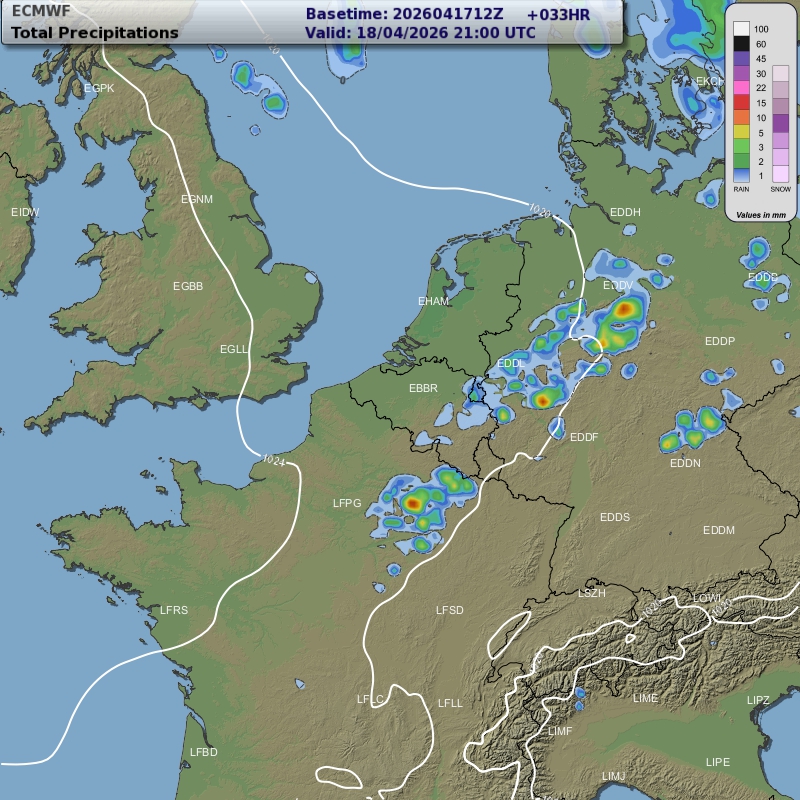 ECMWF
Basetime: 2026041712Z +033HR
Total Precipitations
Valid: 18/04/2026 21:00 UTC
100
60
45
30
22
15
10
5
3
2
1
RAIN SNOW
Values in mm
1020
EGPK
EKCH
EGNM
EIDW
1020
EDDH
EGBB
EDDV
EDDB
EHAM
EGLL
EDDP
EDDL
EBBR
EDDF
1024
EDDN
LFPG
EDDS
EDDM
LSZH
LOWI
LFRS
LFSD
1020
1020
LFLC
LFLL
LIME
LIPZ
LIMF
LFBD
LIPE
LIMJ